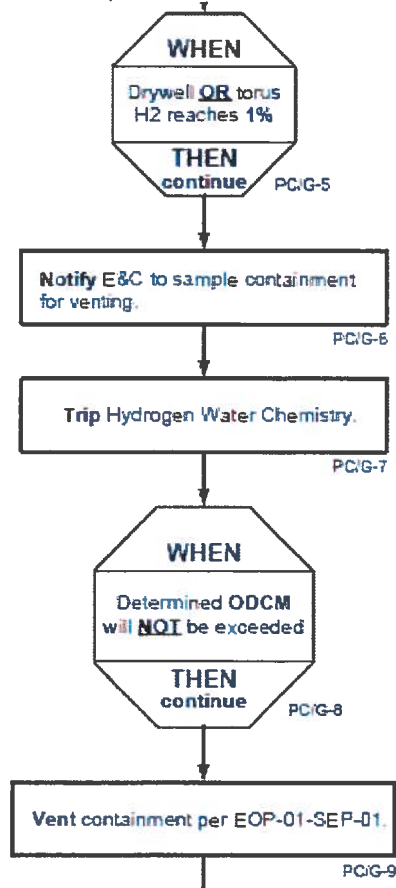 WHEN
Drywell OR torus
H2 reaches 1%
THEN
continue
PC/G-5
Notify E&C to sample containment
for venting.
PC/G-6
Trip Hydrogen Water Chemistry.
PC/G-7
WHEN
Determined ODCM
will NOT be exceeded
THEN
continue
PC/G-8
Vent containment per EOP-01-SEP-01.
PC/G-9